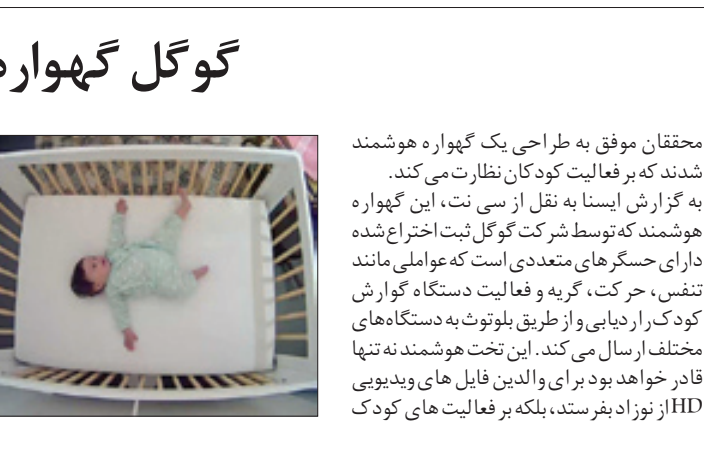 گوگل گهواره
محققان موفق به طراحی یک گهواره هوشمند
شدند که بر فعالیت کودکان نظارت می کند.
به گزارش ایسنا به نقل از سی نت، این گهواره
هوشمند که توسط شرکت گوگل ثبت اختراع شده
دارای حسگرهای متعددی است که عواملی مانند
تنفس، حرکت، گریه و فعالیت دستگاه گوارش
کودک را ردیابی و از طریق بلوتوث به دستگاه‌های
مختلف ارسال می کند. این تخت هوشمند نه تنها
قادر خواهد بود برای والدین فایل های ویدیویی
HD از نوزاد بفرستد، بلکه بر فعالیت های کودک